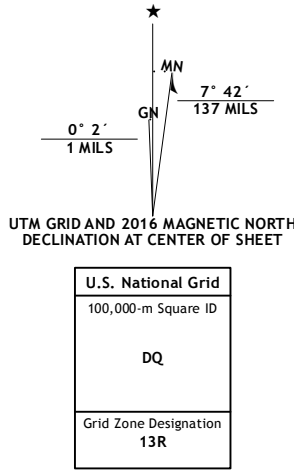 MN
GN
7° 42´
137 MILS
0° 2´
1 MILS
UTM GRID AND 2016 MAGNETIC NORTH
DECLINATION AT CENTER OF SHEET
U.S. National Grid
100,000-m Square ID
DQ
Grid Zone Designation
13R